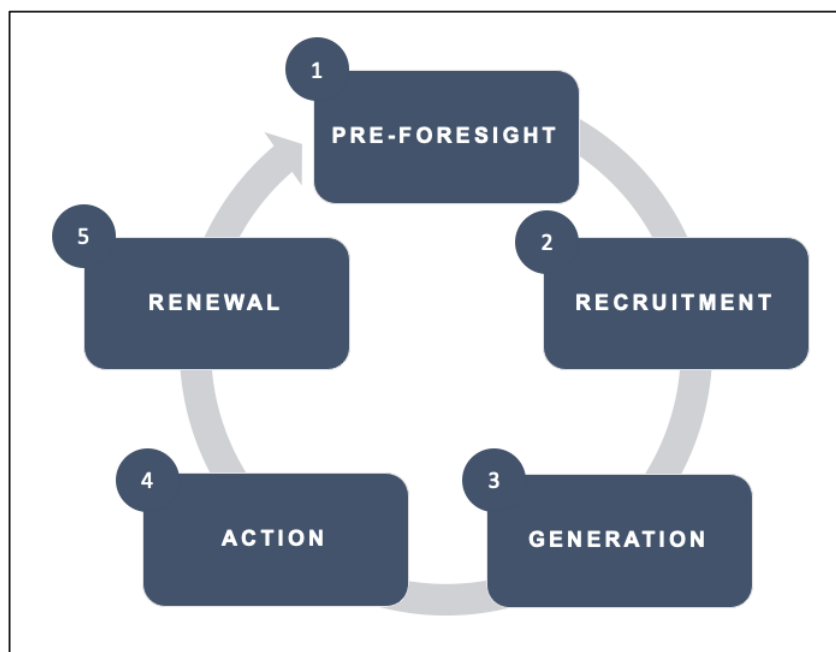 1
PRE-FORESIGHT
2
RECRUITMENT
3
GENERATION
4
ACTION
5
RENEWAL